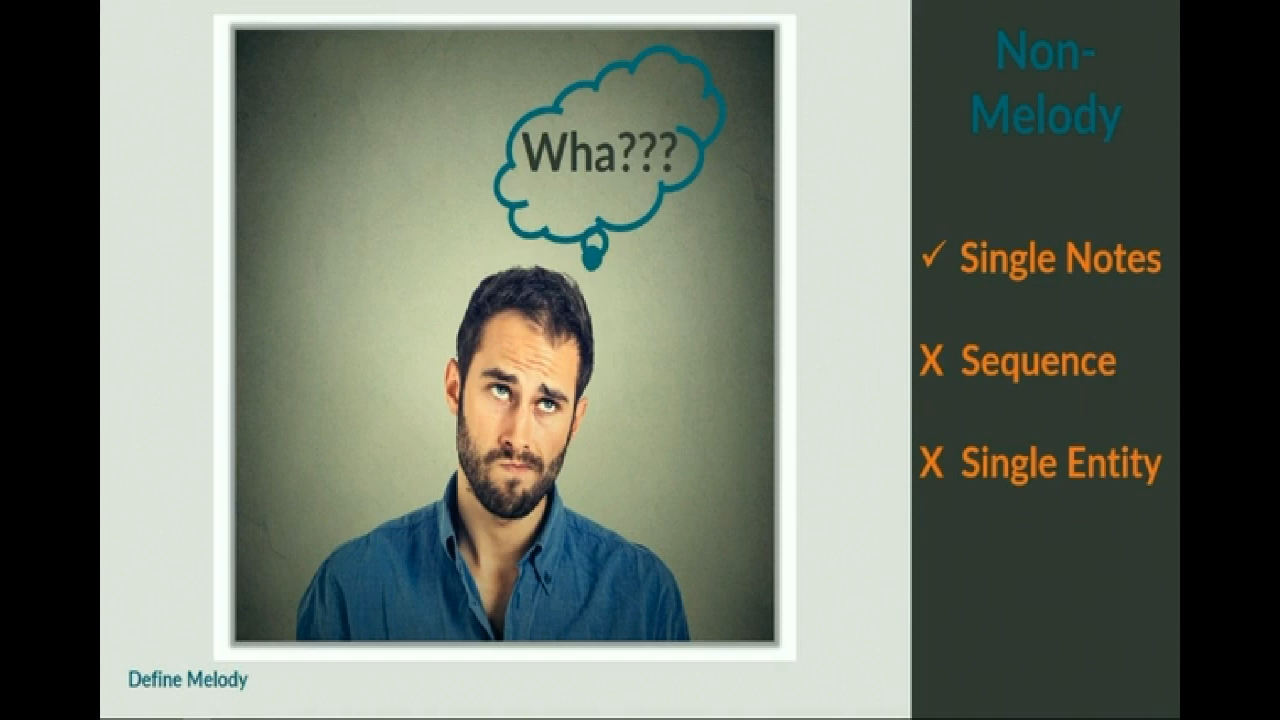 Wha???
Define Melody
Non-
Melody
✓ Single Notes
X Sequence
X Single Entity